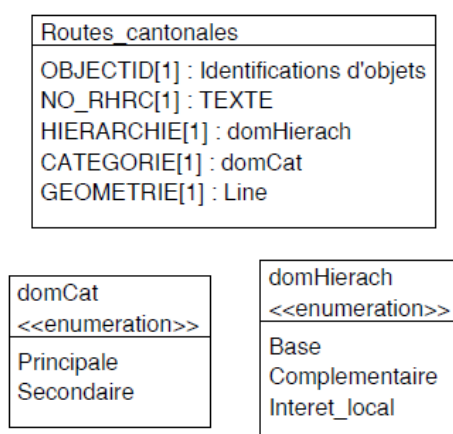 Routes_cantonales
OBJECTID[1] : Identifications d'objets
NO_RHRC[1] : TEXTE
HIERARCHIE[1] : domHierach
CATEGORIE[1] : domCat
GEOMETRIE[1] : Line
domCat
<<enumeration>>
Principale
Secondaire
domHierach
<<enumeration>>
Base
Complementaire
Interet_local